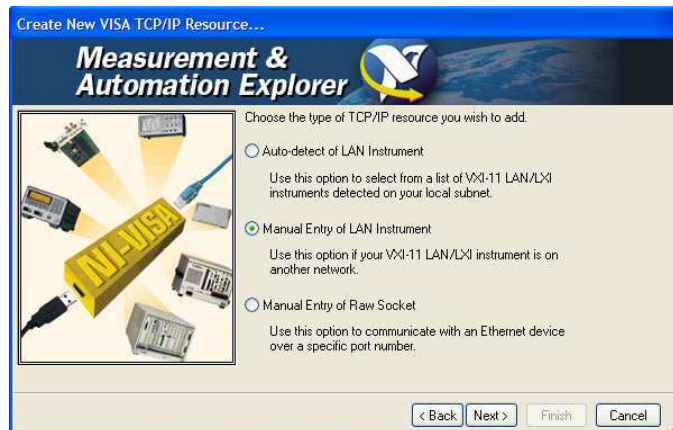 Create New VISA TCP/IP Resource...
Measurement &
Automation Explorer
Choose the type of TCP/IP resource you wish to add.
Auto-detect of LAN Instrument
Use this option to select from a list of VXI-11 LAN/LXI
instruments detected on your local subnet.
Manual Entry of LAN Instrument
Use this option if your VXI-11 LAN/LXI instrument is on
another network.
Manual Entry of Raw Socket
Use this option to communicate with an Ethernet device
over a specific port number.
NI-VISA
< Back
Next >
Finish
Cancel